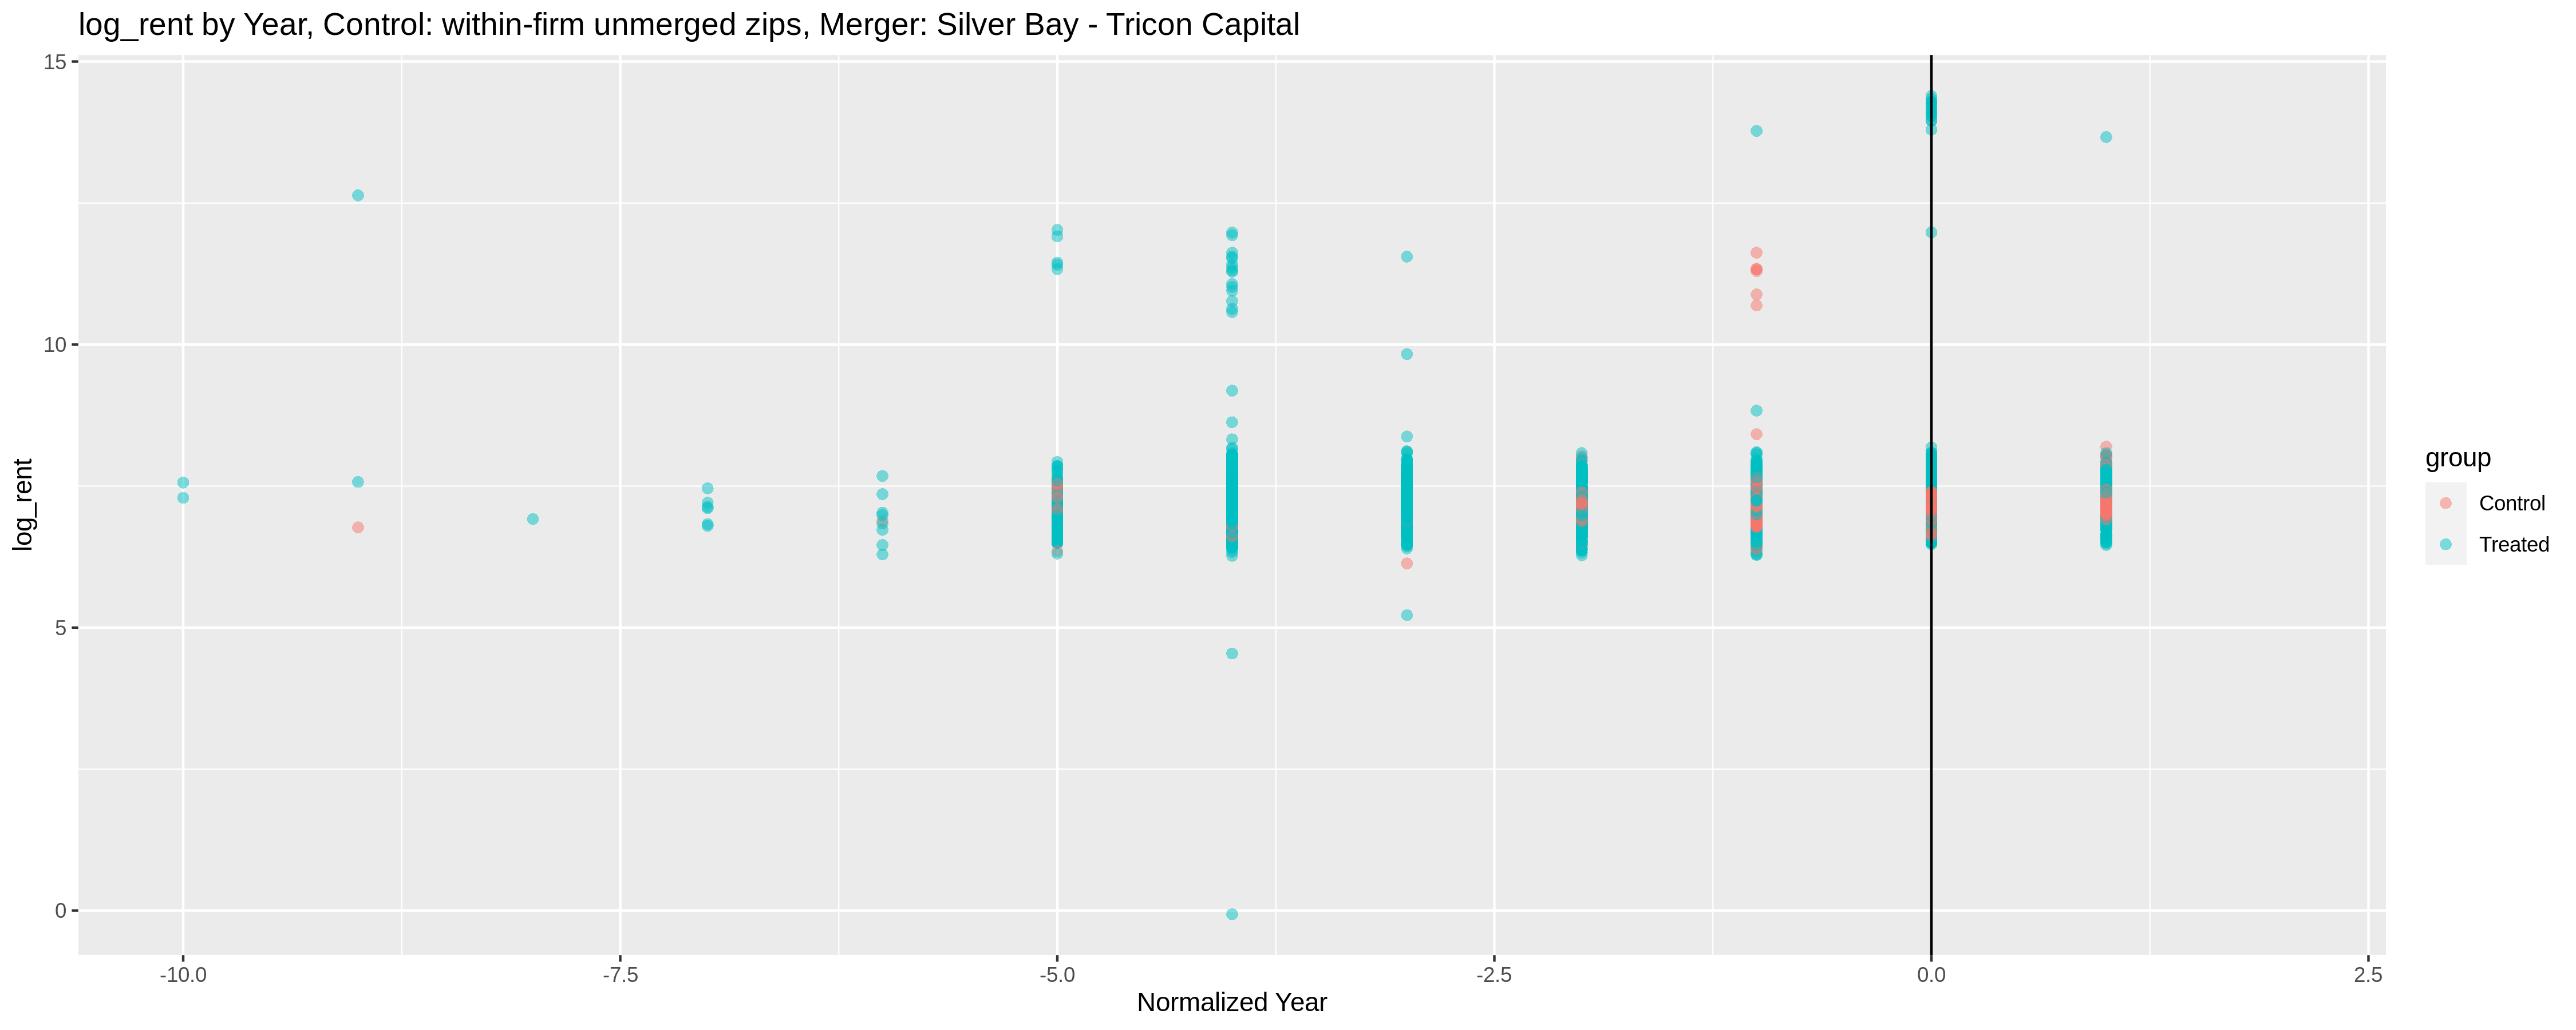 log_rent by Year, Control: within-firm unmerged zips, Merger: Silver Bay - Tricon Capital
15
10
5
0
log_rent
-10.0
-7.5
-5.0
-2.5
0.0
2.5
Normalized Year
group
Control
Treated